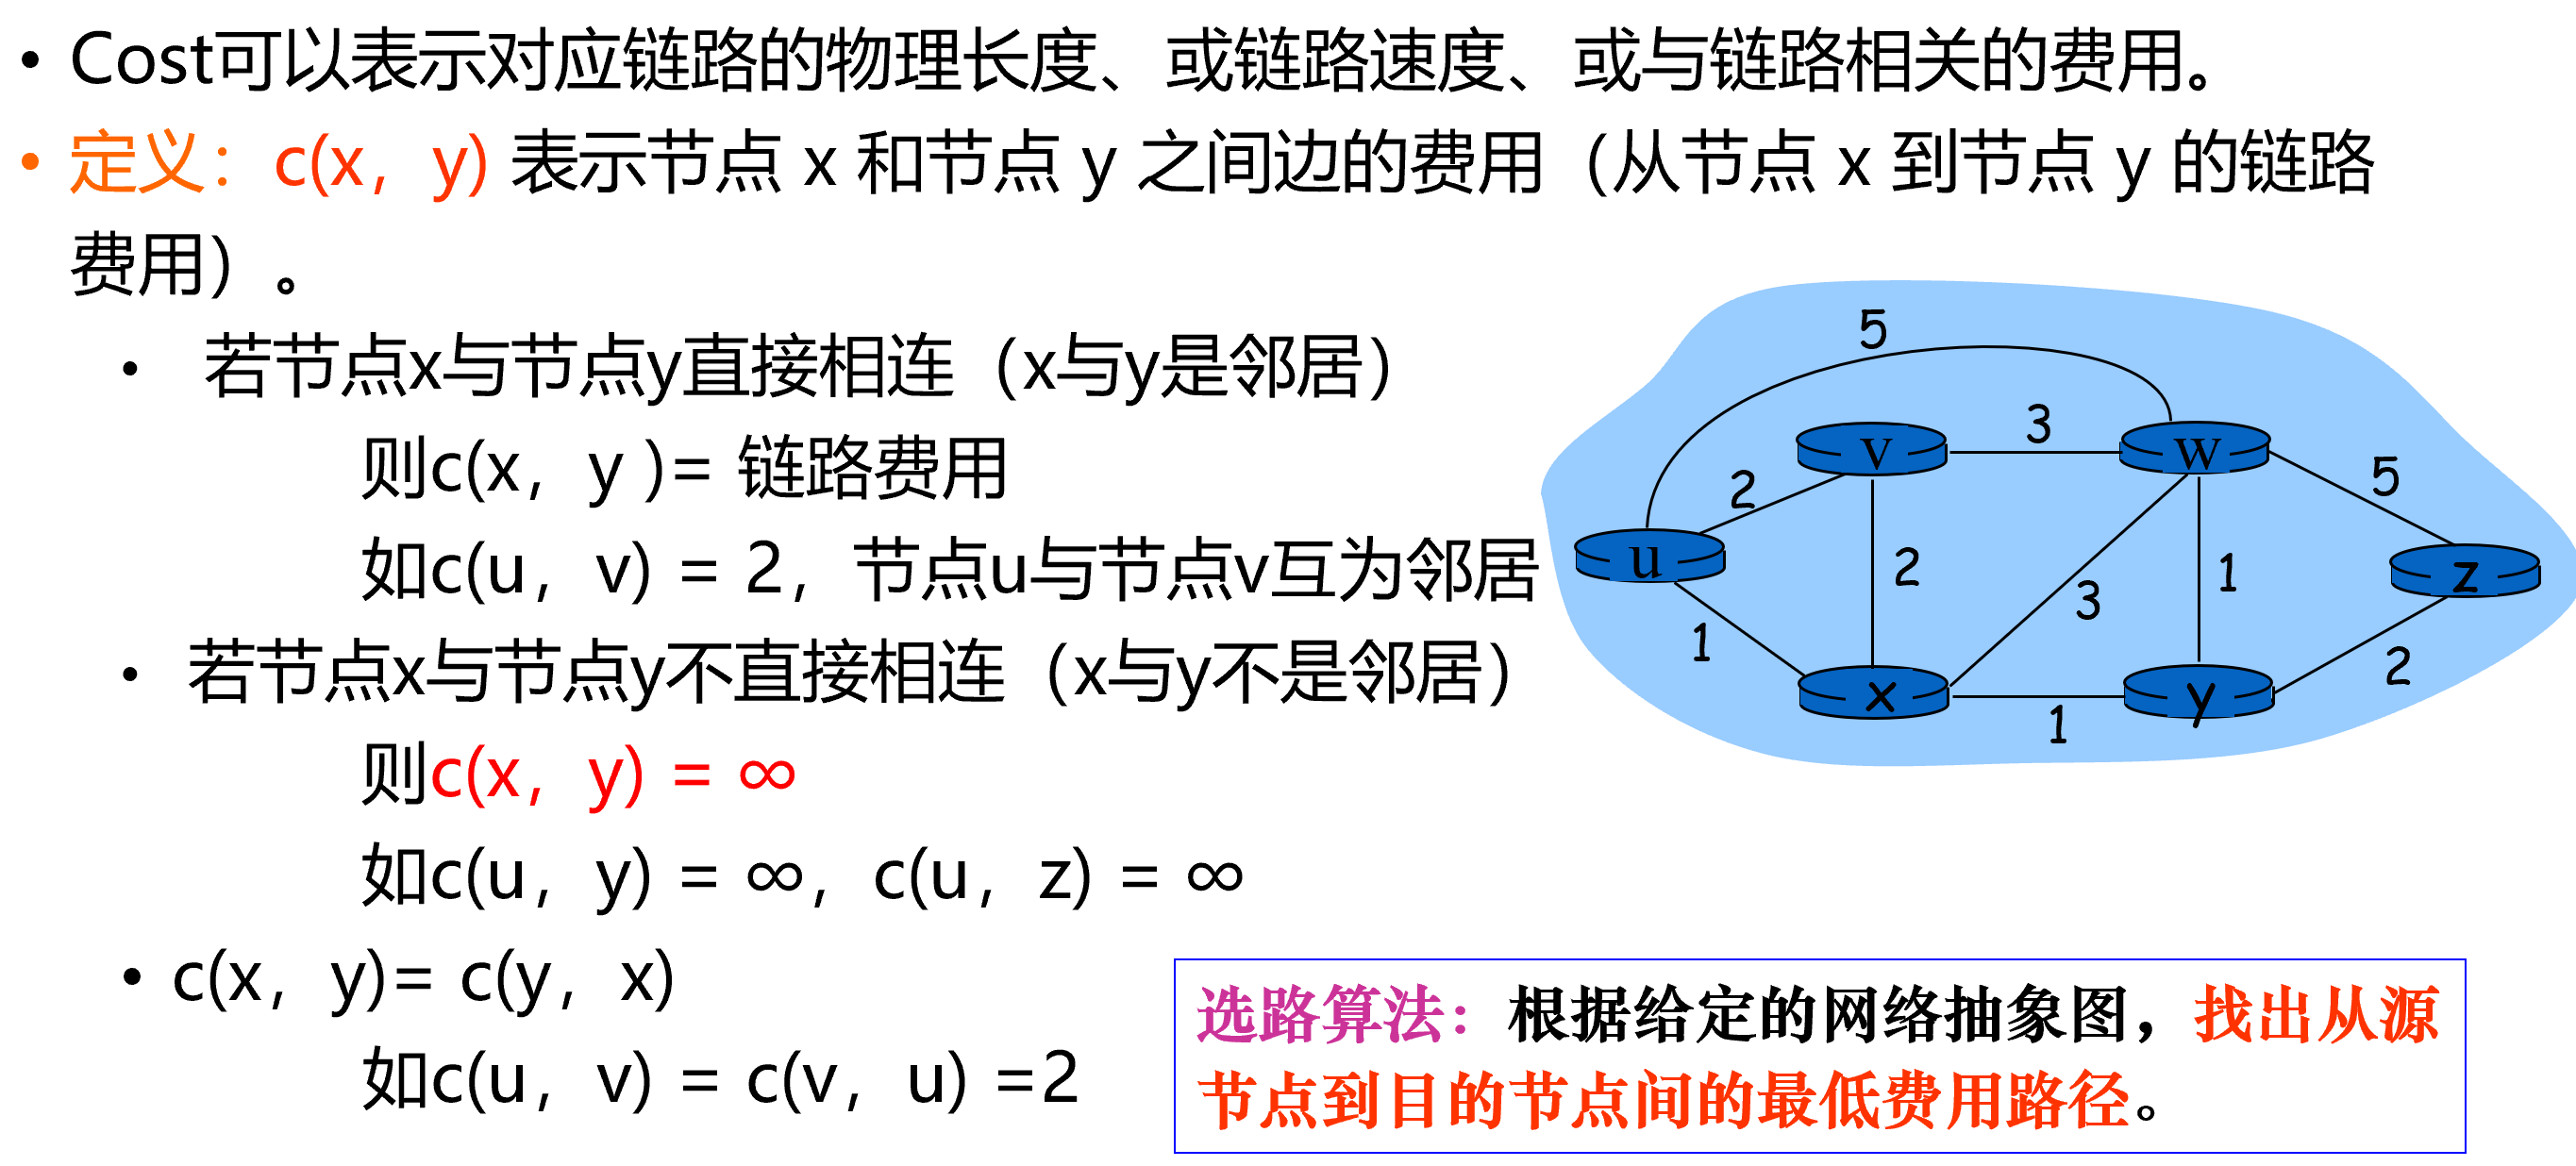 • Cost可以表示对应链路的物理长度、或链路速度、或与链路相关的费用。
• 定义：c(x，y) 表示节点 x 和节点 y 之间边的费用（从节点 x 到节点 y 的链路
费用）。
• 若节点x与节点y直接相连（x与y是邻居）
则c(x，y )= 链路费用
如c(u，v) = 2，节点u与节点v互为邻居
• 若节点x与节点y不直接相连（x与y不是邻居）
则c(x，y) = ∞
如c(u，y) = ∞，c(u，z) = ∞
• c(x，y)= c(y，x)
如c(u，v) = c(v，u) =2
5
v 3 w
2 5
u 2 3 1 z
1 2
x 1 y
选路算法：根据给定的网络抽象图，找出从源
节点到目的节点间的最低费用路径。